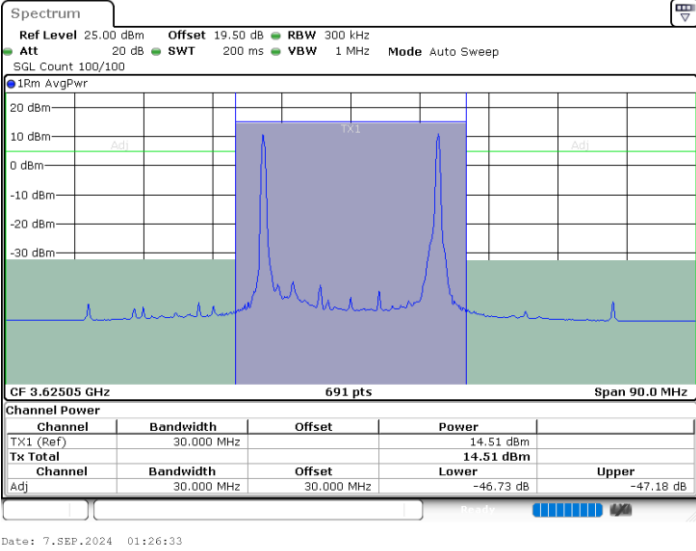 Spectrum
Ref Level 25.00 dBm Offset 19.50 dB RBW 300 kHz
Att 20 dB SWT 200 ms VBW 1 MHz Mode Auto Sweep
SGL Count 100/100
1Rm AvgPwr
20 dBm
TX1
10 dBm
Adj Adj
0 dBm
-10 dBm
-20 dBm
-30 dBm
CF 3.62505 GHz 691 pts Span 90.0 MHz
Channel Power
Channel Bandwidth Offset Power
TX1 (Ref) 30.000 MHz 14.51 dBm
Tx Total 14.51 dBm
Channel Bandwidth Offset Lower Upper
Adj 30.000 MHz 30.000 MHz -46.73 dB -47.18 dB
Ready
Date: 7.SEP.2024 01:26:33